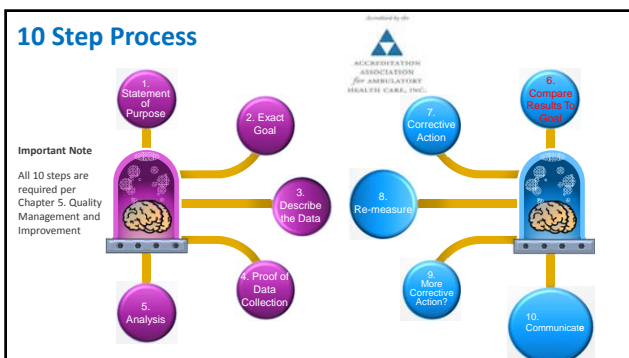 10 Step Process
Accredited by the
ACCREDITATION
ASSOCIATION
for AMBULATORY
HEALTH CARE, INC.
1.
Statement
of
Purpose
2. Exact
Goal
3.
Describe
the Data
4. Proof of
Data
Collection
5.
Analysis
Important Note
All 10 steps are
required per
Chapter 5. Quality
Management and
Improvement
6.
Compare
Results To
Goal
7.
Corrective
Action
8.
Re-measure
9.
More
Corrective
Action?
10.
Communicate